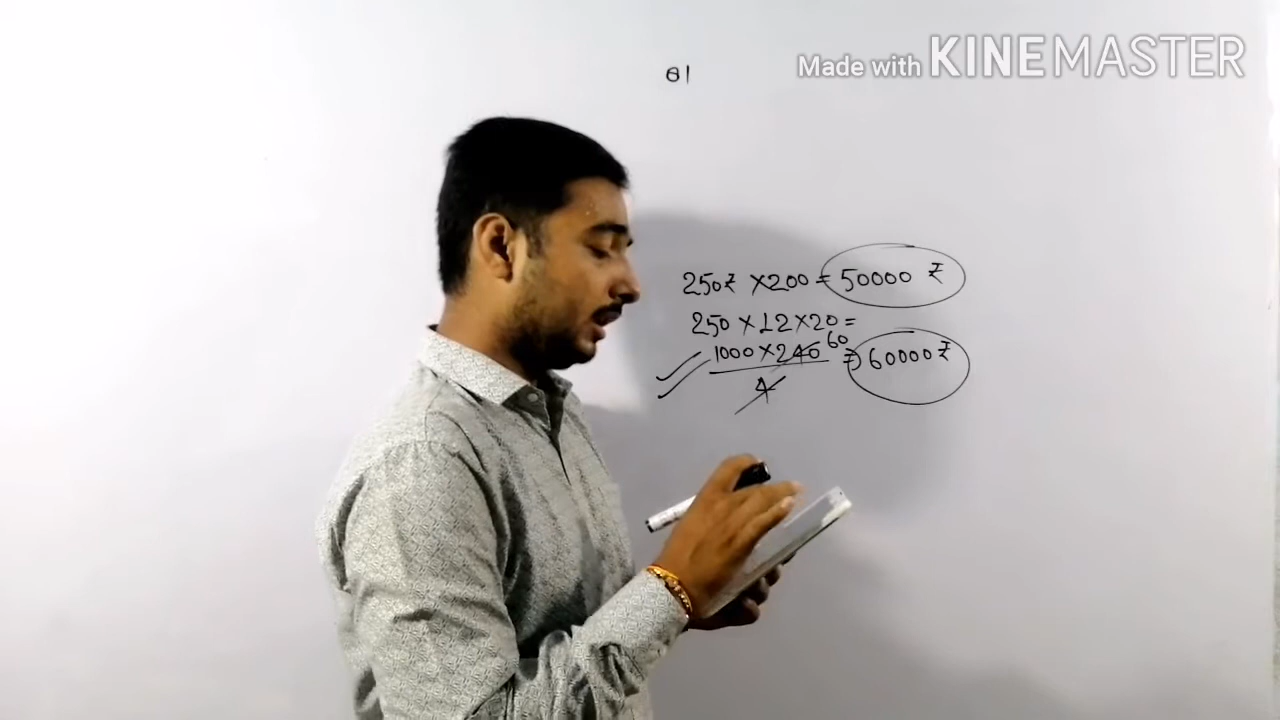 Made with KINEMASTER
61
250₹ ×200 = 50000 ₹
250 × 12 × 20 =
1000 × 240 60 = 60000 ₹
4